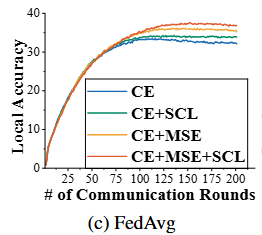 40
30
20
10
0
Local Accuracy
CE
CE+SCL
CE+MSE
CE+MSE+SCL
25 50 75 100 125 150 175 200
# of Communication Rounds
(c) FedAvg